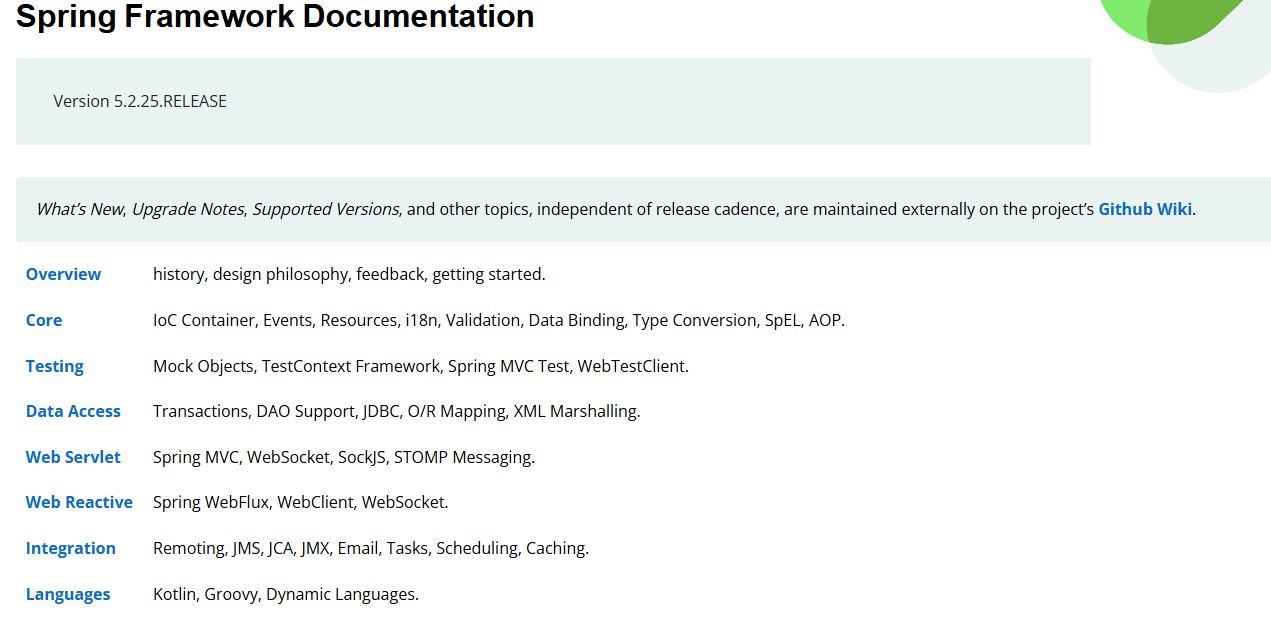 Spring Framework Documentation
Version 5.2.25.RELEASE
What's New, Upgrade Notes, Supported Versions, and other topics, independent of release cadence, are maintained externally on the project's Github Wiki.
Overview history, design philosophy, feedback, getting started.
Core IoC Container, Events, Resources, i18n, Validation, Data Binding, Type Conversion, SpEL, AOP.
Testing Mock Objects, TestContext Framework, Spring MVC Test, WebTestClient.
Data Access Transactions, DAO Support, JDBC, O/R Mapping, XML Marshalling.
Web Servlet Spring MVC, WebSocket, SockJS, STOMP Messaging.
Web Reactive Spring WebFlux, WebClient, WebSocket.
Integration Remoting, JMS, JCA, JMX, Email, Tasks, Scheduling, Caching.
Languages Kotlin, Groovy, Dynamic Languages.